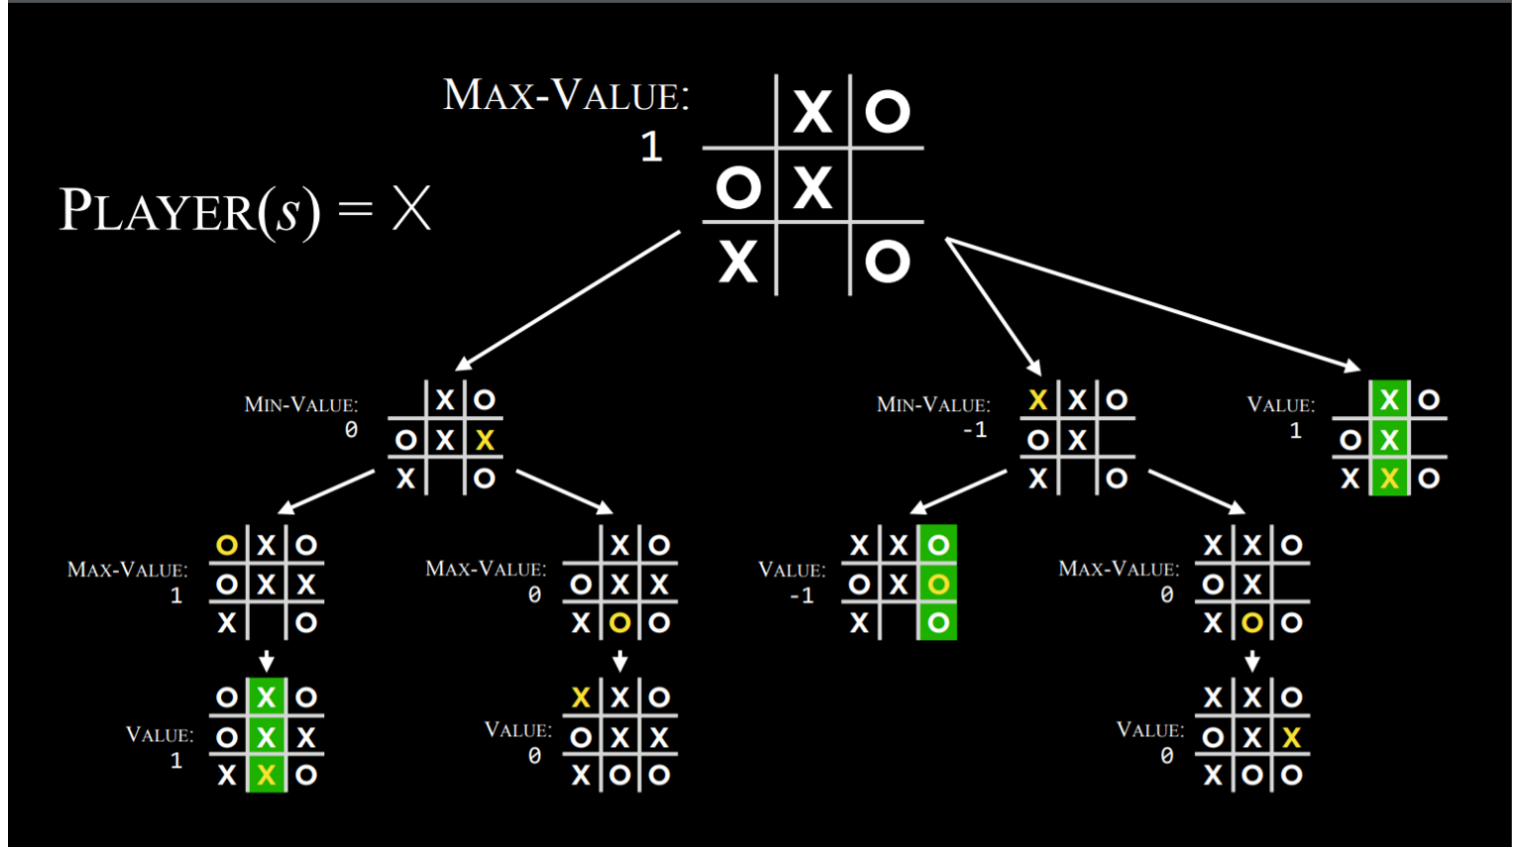 MAX-VALUE:
1
X O
O X
X O
PLAYER(s) = X
MIN-VALUE:
0
X O
O X X
X O
MIN-VALUE:
-1
X X O
O X
X O
VALUE:
1
X O
O X
X X O
MAX-VALUE:
1
O X O
O X X
X O
MAX-VALUE:
0
X O
O X X
X O O
VALUE:
-1
X X O
O X O
X O
MAX-VALUE:
0
X X O
O X
X O O
VALUE:
1
O X O
O X X
X X O
VALUE:
0
X X O
O X X
X O O
VALUE:
0
X X O
O X X
X O O